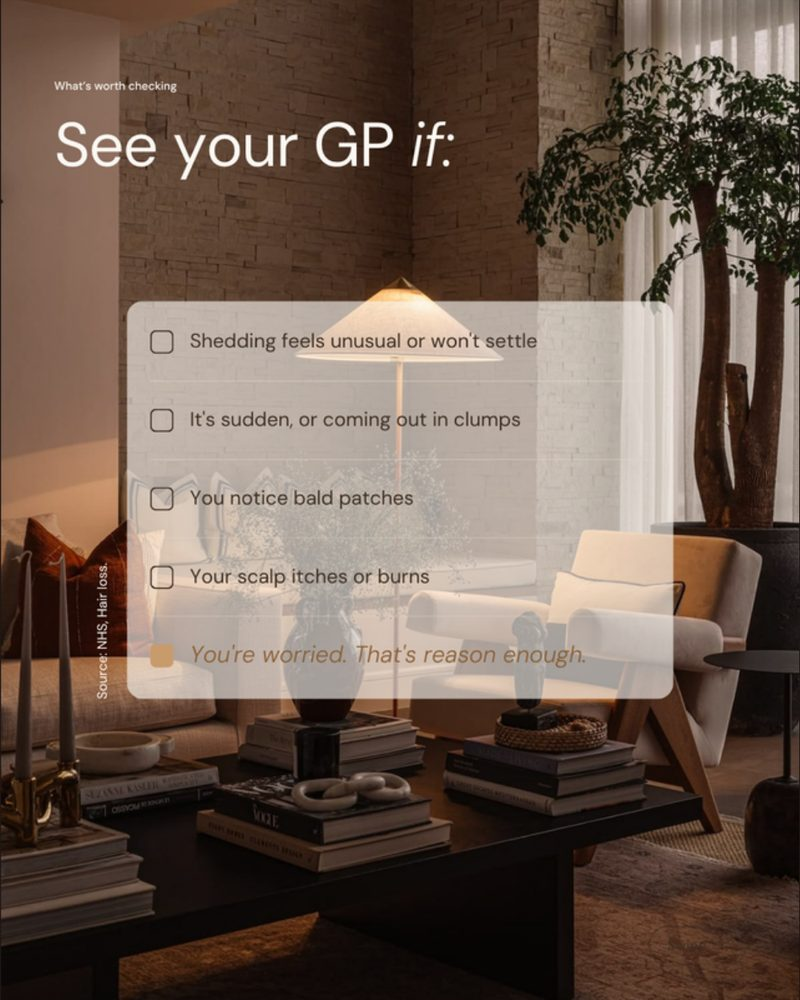 What's worth checking
See your GP if:
Shedding feels unusual or won't settle
It's sudden, or coming out in clumps
You notice bald patches
Your scalp itches or burns
You're worried. That's reason enough.
Source: NHS, Hair loss.
VOGUE